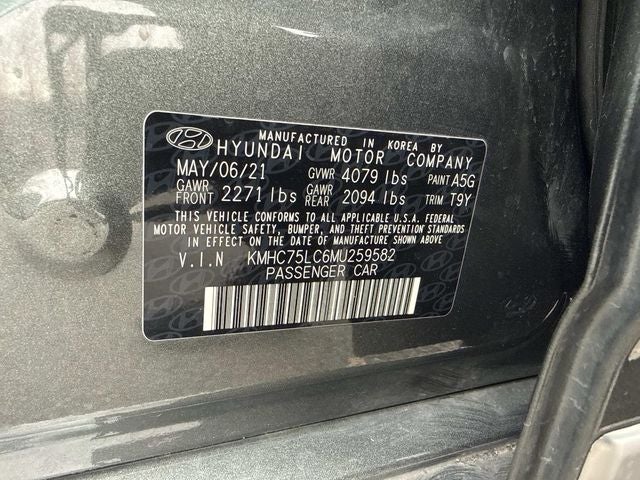 MANUFACTURED IN KOREA BY
HYUNDAI MOTOR COMPANY
MAY/06/21 GVWR 4079 lbs PAINT A5G
GAWR FRONT 2271 lbs GAWR REAR 2094 lbs TRIM T9Y
THIS VEHICLE CONFORMS TO ALL APPLICABLE U.S.A. FEDERAL
MOTOR VEHICLE SAFETY, BUMPER, AND THEFT PREVENTION STANDARDS
IN EFFECT ON THE DATE OF MANUFACTURE SHOWN ABOVE.
V.I.N KMHC75LC6MU259582
PASSENGER CAR